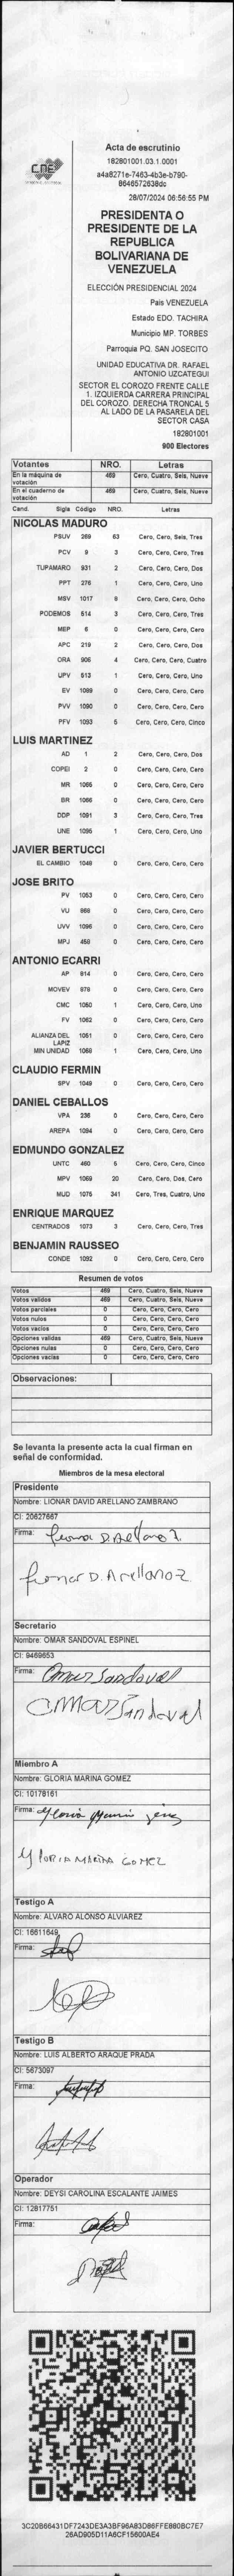 CNE
Acta de escrutinio
182801001.03.1.0001
a4a8271e-7463-4b3e-b790-
8646572638dc
28/07/2024 06:56:55 PM
PRESIDENTA O
PRESIDENTE DE LA
REPUBLICA
BOLIVARIANA DE
VENEZUELA
ELECCIÓN PRESIDENCIAL 2024
Pais VENEZUELA
Estado EDO. TACHIRA
Municipio MP. TORBES
Parroquia PQ. SAN JOSECITO
UNIDAD EDUCATIVA DR. RAFAEL
ANTONIO UZCATEGUI
SECTOR EL COROZO FRENTE CALLE
1. IZQUIERDA CARRERA PRINCIPAL
DEL COROZO. DERECHA TRONCAL 5
AL LADO DE LA PASARELA DEL
SECTOR CASA
182801001
900 Electores
Votantes NRO. Letras
En la máquina de votación 469 Cero, Cuatro, Seis, Nueve
En el cuaderno de votación 469 Cero, Cuatro, Seis, Nueve
Cand. Sigla Código NRO. Letras
NICOLAS MADURO
PSUV 269 63 Cero, Cero, Seis, Tres
PCV 9 3 Cero, Cero, Cero, Tres
TUPAMARO 931 2 Cero, Cero, Cero, Dos
PPT 276 1 Cero, Cero, Cero, Uno
MSV 1017 8 Cero, Cero, Cero, Ocho
PODEMOS 514 3 Cero, Cero, Cero, Tres
MEP 6 0 Cero, Cero, Cero, Cero
APC 219 2 Cero, Cero, Cero, Dos
ORA 906 4 Cero, Cero, Cero, Cuatro
UPV 513 1 Cero, Cero, Cero, Uno
EV 1089 0 Cero, Cero, Cero, Cero
PVV 1090 0 Cero, Cero, Cero, Cero
PFV 1093 5 Cero, Cero, Cero, Cinco
LUIS MARTINEZ
AD 1 2 Cero, Cero, Cero, Dos
COPEI 2 0 Cero, Cero, Cero, Cero
MR 1065 0 Cero, Cero, Cero, Cero
BR 1066 0 Cero, Cero, Cero, Cero
DDP 1091 3 Cero, Cero, Cero, Tres
UNE 1095 1 Cero, Cero, Cero, Uno
JAVIER BERTUCCI
EL CAMBIO 1048 0 Cero, Cero, Cero, Cero
JOSE BRITO
PV 1053 0 Cero, Cero, Cero, Cero
VU 868 0 Cero, Cero, Cero, Cero
UVV 1096 0 Cero, Cero, Cero, Cero
MPJ 458 0 Cero, Cero, Cero, Cero
ANTONIO ECARRI
AP 814 0 Cero, Cero, Cero, Cero
MOVEV 878 0 Cero, Cero, Cero, Cero
CMC 1050 1 Cero, Cero, Cero, Uno
FV 1062 0 Cero, Cero, Cero, Cero
ALIANZA DEL 1051 0 Cero, Cero, Cero, Cero
LÁPIZ
MIN UNIDAD 1068 1 Cero, Cero, Cero, Uno
CLAUDIO FERMIN
SPV 1049 0 Cero, Cero, Cero, Cero
DANIEL CEBALLOS
VPA 236 0 Cero, Cero, Cero, Cero
AREPA 1094 0 Cero, Cero, Cero, Cero
EDMUNDO GONZALEZ
UNTC 460 5 Cero, Cero, Cero, Cinco
MPV 1069 20 Cero, Cero, Dos, Cero
MUD 1075 341 Cero, Tres, Cuatro, Uno
ENRIQUE MARQUEZ
CENTRADOS 1073 3 Cero, Cero, Cero, Tres
BENJAMIN RAUSSEO
CONDE 1092 0 Cero, Cero, Cero, Cero
Resumen de votos
Votos 469 Cero, Cuatro, Seis, Nueve
Votos validos 469 Cero, Cuatro, Seis, Nueve
Votos parciales 0 Cero, Cero, Cero, Cero
Votos nulos 0 Cero, Cero, Cero, Cero
Votos vacios 0 Cero, Cero, Cero, Cero
Opciones validas 469 Cero, Cuatro, Seis, Nueve
Opciones nulas 0 Cero, Cero, Cero, Cero
Opciones vacias 0 Cero, Cero, Cero, Cero
Observaciones:
Se levanta la presente acta la cual firman en
señal de conformidad.
Miembros de la mesa electoral
Presidente
Nombre: LIONAR DAVID ARELLANO ZAMBRANO
CI: 20627667
Firma: Lionar D. Arellano Z.
Lionar D. Arellano Z
Secretario
Nombre: OMAR SANDOVAL ESPINEL
CI: 9469653
Firma: Omar Sandoval
Omar Sandoval
Miembro A
Nombre: GLORIA MARINA GOMEZ
CI: 10178161
Firma: Gloria Marina
GLORIA MARINA GOMEZ
Testigo A
Nombre: ALVARO ALONSO ALVIAREZ
CI: 16611649
Firma:
Testigo B
Nombre: LUIS ALBERTO ARAQUE PRADA
CI: 5673097
Firma:
Operador
Nombre: DEYSI CAROLINA ESCALANTE JAIMES
CI: 12817751
Firma:
3C20B66431DF7243DE3A3BF96A83D86FFE880BC7E7
26AD905D11A6CF15600AE4